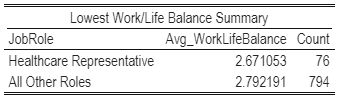 Lowest Work/Life Balance Summary
JobRole Avg_WorkLifeBalance Count
Healthcare Representative 2.671053 76
All Other Roles 2.792191 794